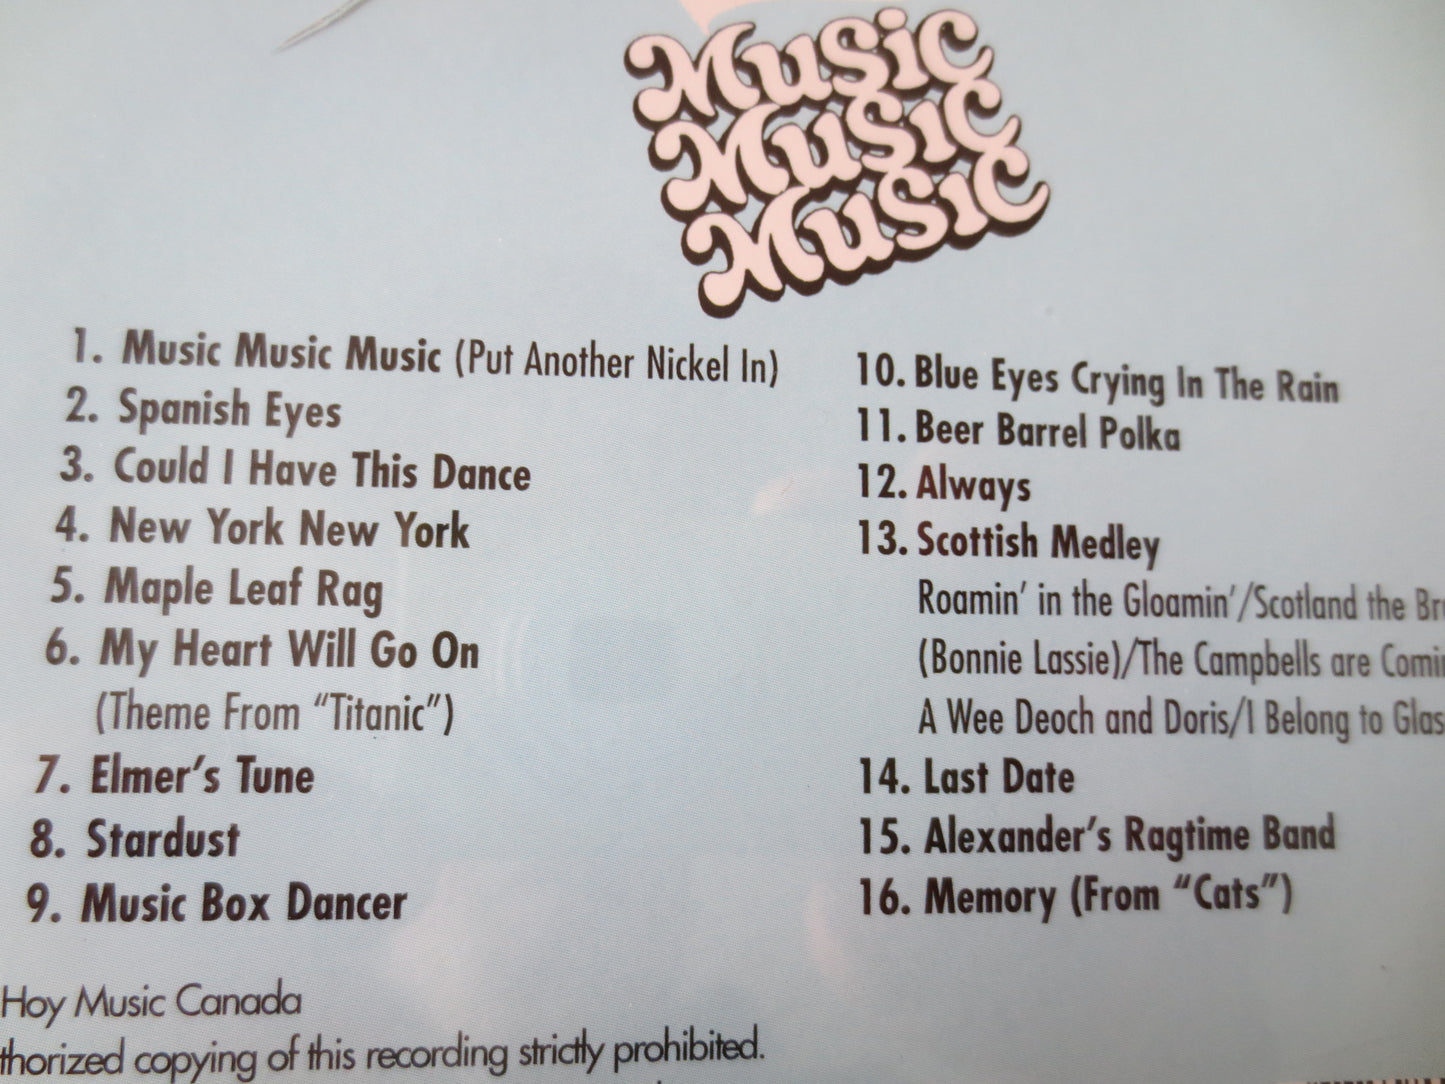 Music
Music
Music
1. Music Music Music (Put Another Nickel In)
2. Spanish Eyes
3. Could I Have This Dance
4. New York New York
5. Maple Leaf Rag
6. My Heart Will Go On
(Theme From “Titanic”)
7. Elmer’s Tune
8. Stardust
9. Music Box Dancer
10. Blue Eyes Crying In The Rain
11. Beer Barrel Polka
12. Always
13. Scottish Medley
Roamin’ in the Gloamin’/Scotland the
(Bonnie Lassie)/The Campbells are
A Wee Deoch and Doris/I Belong to
14. Last Date
15. Alexander’s Ragtime Band
16. Memory (From “Cats”)
Hoy Music Canada
copying of this recording strictly prohibited.